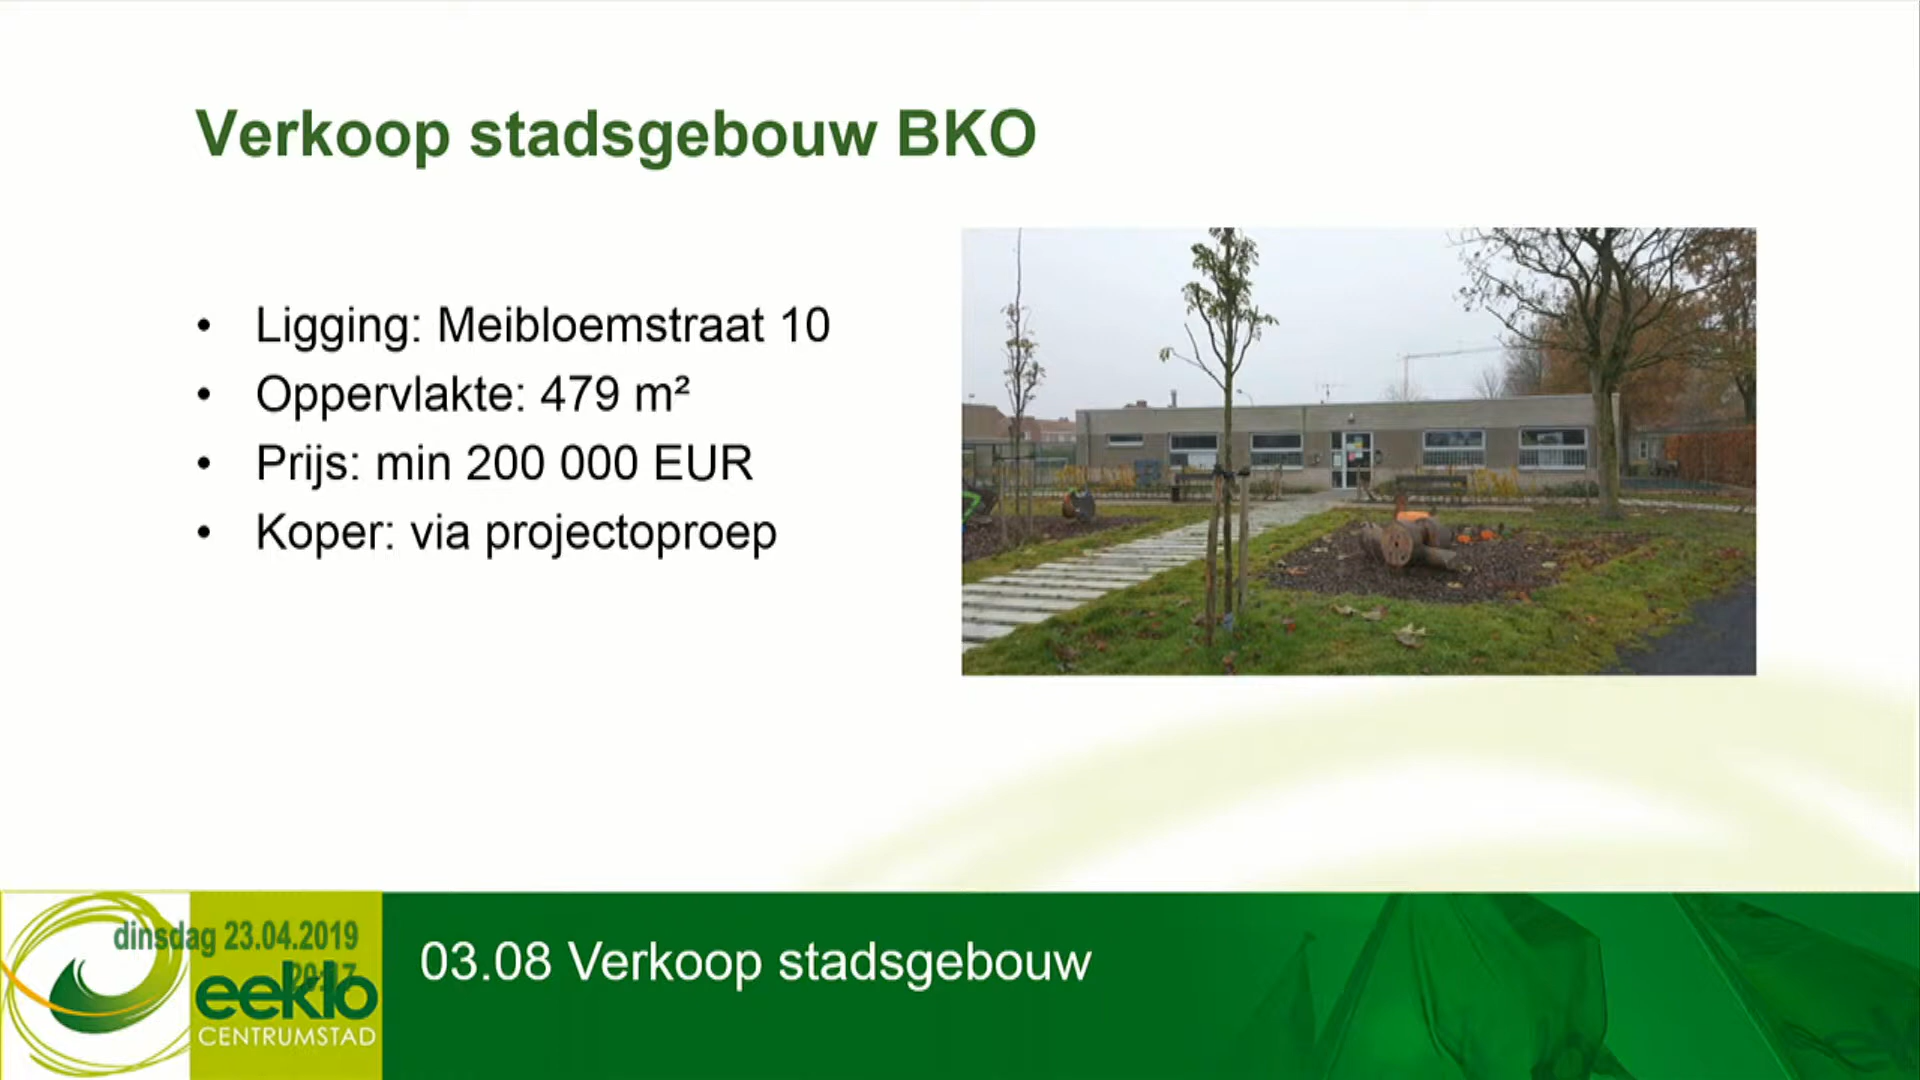 Verkoop stadsgebouw BKO
• Ligging: Meibloemstraat 10
• Oppervlakte: 479 m²
• Prijs: min 200 000 EUR
• Koper: via projectoproep
dinsdag 23.04.2019
eeklo
CENTRUMSTAD
03.08 Verkoop stadsgebouw